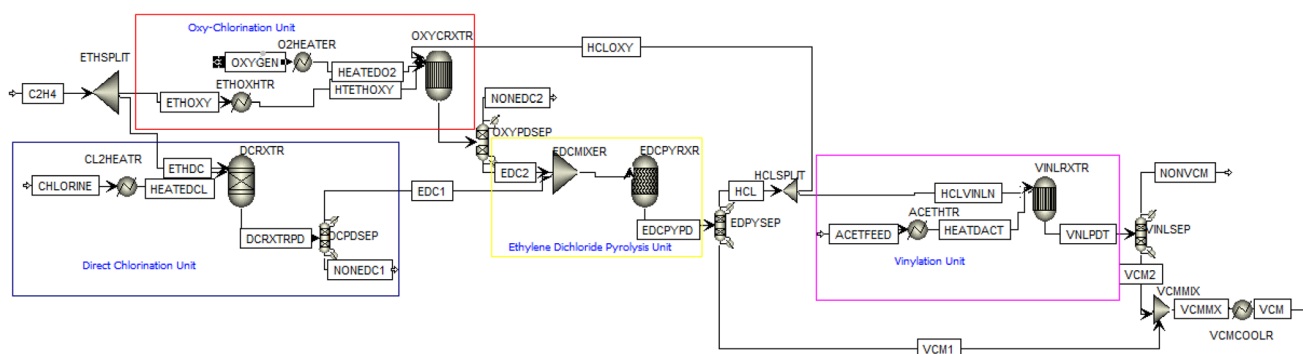 Oxy-Chlorination Unit
O2HEATER
OXYCRXTR
HCLOXY
ETHSPLIT
OXYGEN
HEATEDO2
ETHOXHTR
HTETHOXY
C2H4
ETHOXY
NONEDC2
OXYPDSEP
CL2HEATR
DCRXTR
EDCMIXER
EDCPYRXR
ETHDC
EDC2
CHLORINE
HEATEDCL
EDC1
HCL
HCLSPLIT
HCLVINLN
VINLRXTR
NONVCM
ACETHTR
EDCPYPD
EDPYSEP
ACETFEED
HEATDACT
VNLPDT
VINLSEP
DCRXTRPD
DCPDSEP
Ethylene Dichloride Pyrolysis Unit
Direct Chlorination Unit
NONEDC1
Vinylation Unit
VCM2
VCMMIX
VCMMX
VCM
VCMCOOLR
VCM1